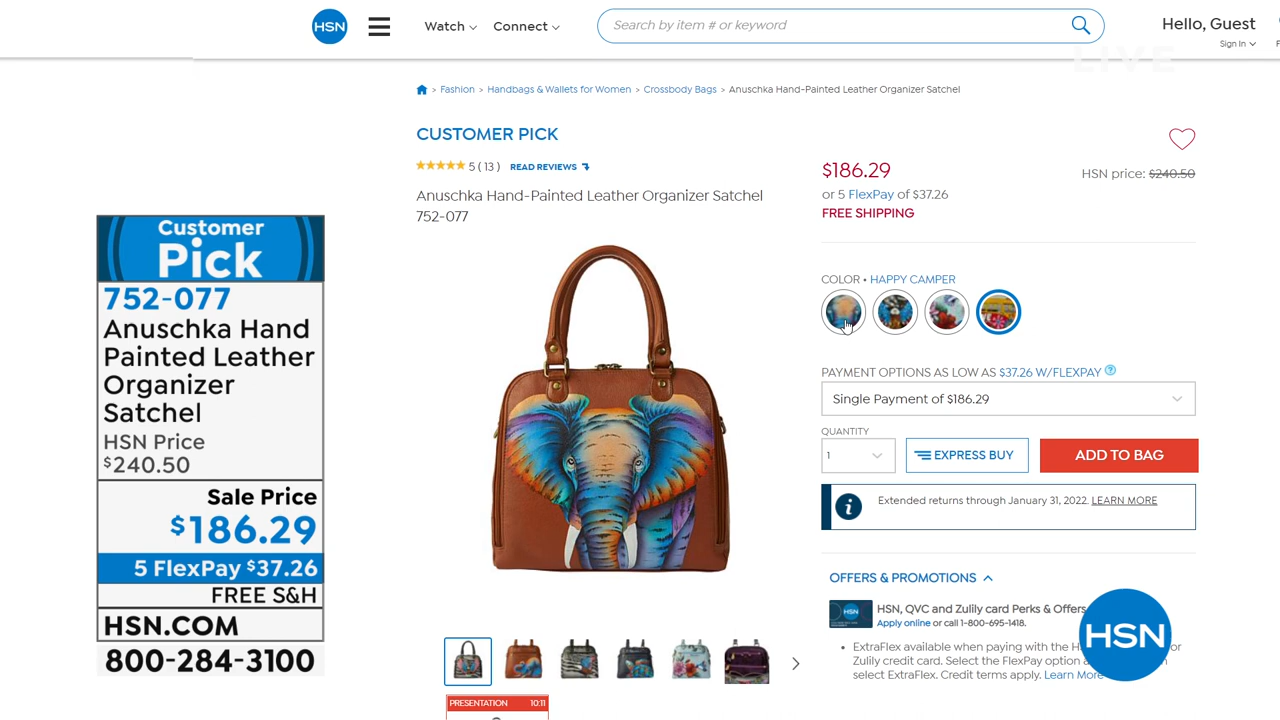 HSN
Watch
Connect
Search by item # or keyword
Hello, Guest
Sign In
LIVE
> Fashion > Handbags & Wallets for Women > Crossbody Bags > Anuschka Hand-Painted Leather Organizer Satchel
CUSTOMER PICK
5 ( 13 ) READ REVIEWS
Anuschka Hand-Painted Leather Organizer Satchel
752-077
$186.29
HSN price: $240.50
or 5 FlexPay of $37.26
FREE SHIPPING
COLOR • HAPPY CAMPER
PAYMENT OPTIONS AS LOW AS $37.26 W/FLEXPAY ?
Single Payment of $186.29
QUANTITY
1
EXPRESS BUY
ADD TO BAG
i
Extended returns through January 31, 2022. LEARN MORE
OFFERS & PROMOTIONS
HSN
HSN, QVC and Zulily card Perks & Offers
Apply online or call 1-800-695-1418.
• ExtraFlex available when paying with the H
Zulily credit card. Select the FlexPay option
select ExtraFlex. Credit terms apply. Learn More
HSN
PRESENTATION 10:11
Customer
Pick
752-077
Anuschka Hand
Painted Leather
Organizer
Satchel
HSN Price
$240.50
Sale Price
$186.29
5 FlexPay $37.26
FREE S&H
HSN.COM
800-284-3100